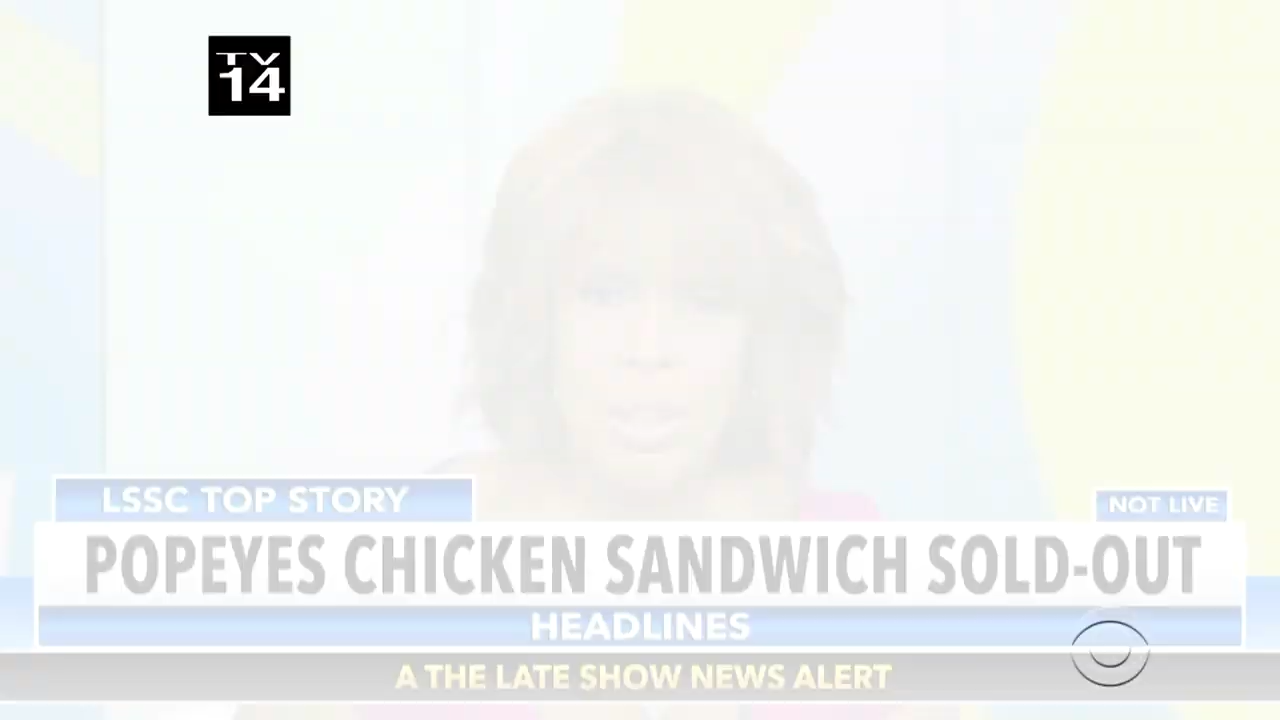 TV
14
LSSC TOP STORY
NOT LIVE
POPEYES CHICKEN SANDWICH SOLD-OUT
HEADLINES
A THE LATE SHOW NEWS ALERT